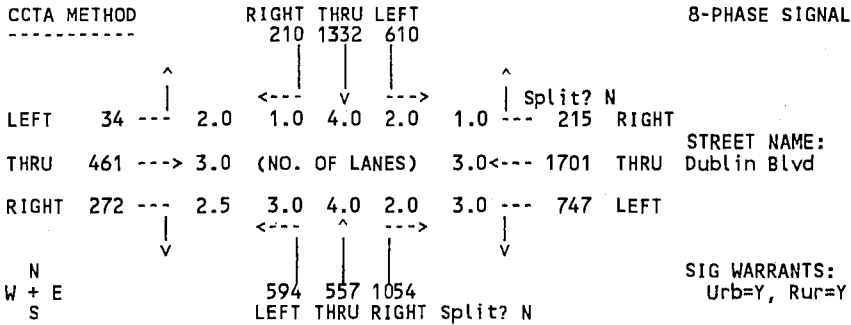 CCTA METHOD RIGHT THRU LEFT 8-PHASE SIGNAL
----------- 210 1332 610
^ ^
<--- v ---> Split? N
LEFT 34 --- 2.0 1.0 4.0 2.0 1.0 --- 215 RIGHT
STREET NAME:
THRU 461 ---> 3.0 (NO. OF LANES) 3.0<--- 1701 THRU Dublin Blvd
RIGHT 272 --- 2.5 3.0 4.0 2.0 3.0 --- 747 LEFT
<--- ^ --->
V V
N SIG WARRANTS:
W + E 594 557 1054 Urb=Y, Rur=Y
S LEFT THRU RIGHT Split? N